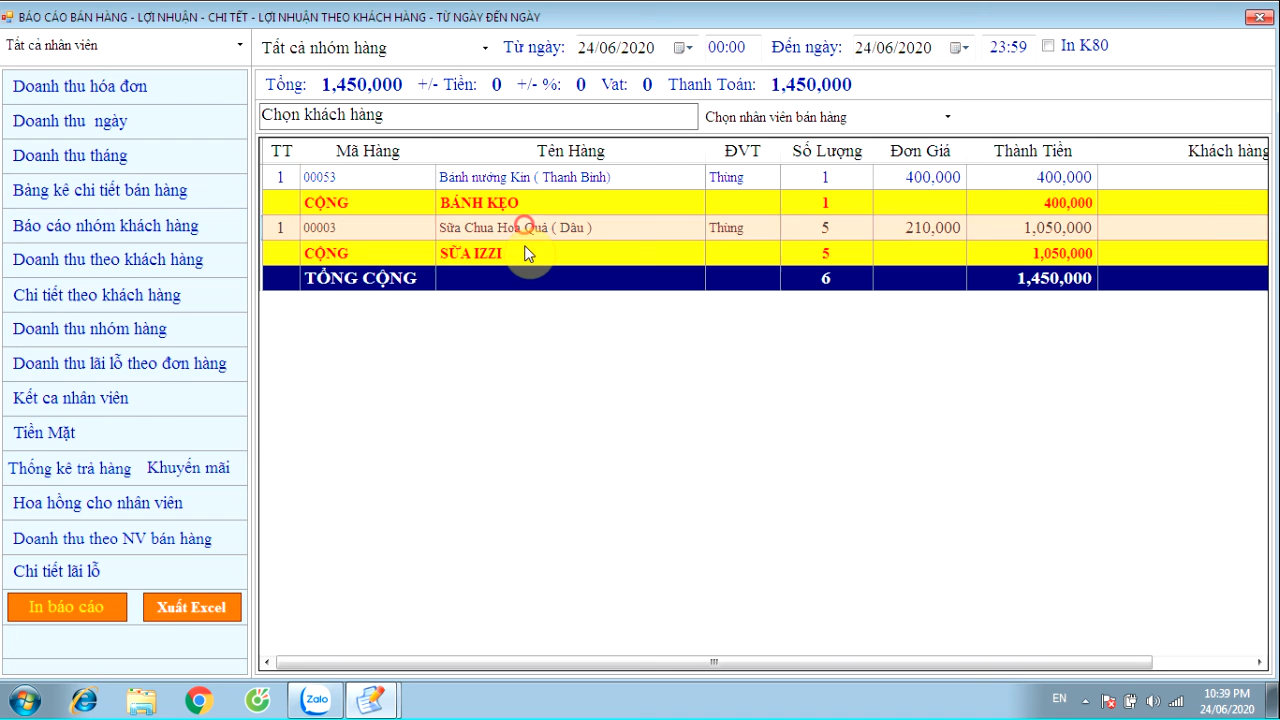 BÁO CÁO BÁN HÀNG - LỢI NHUẬN - CHI TẾT - LỢI NHUẬN THEO KHÁCH HÀNG - TỪ NGÀY ĐẾN NGÀY
Tất cả nhân viên
Tất cả nhóm hàng Từ ngày: 24/06/2020 00:00 Đến ngày: 24/06/2020 23:59 In K80
Tổng: 1,450,000 +/- Tiền: 0 +/- %: 0 Vat: 0 Thanh Toán: 1,450,000
Chọn khách hàng Chọn nhân viên bán hàng
TT Mã Hàng Tên Hàng ĐVT Số Lượng Đơn Giá Thành Tiền Khách hàng
1 00053 Bánh nướng Kin ( Thanh Bình) Thùng 1 400,000 400,000
CỘNG BÁNH KẸO 1 400,000
1 00003 Sữa Chua Hoa Quả ( Dâu ) Thùng 5 210,000 1,050,000
CỘNG SỮA IZZI 5 1,050,000
TỔNG CỘNG 6 1,450,000
Doanh thu hóa đơn
Doanh thu ngày
Doanh thu tháng
Bảng kê chi tiết bán hàng
Báo cáo nhóm khách hàng
Doanh thu theo khách hàng
Chi tiết theo khách hàng
Doanh thu nhóm hàng
Doanh thu lãi lỗ theo đơn hàng
Kết ca nhân viên
Tiền Mặt
Thống kê trả hàng Khuyến mãi
Hoa hồng cho nhân viên
Doanh thu theo NV bán hàng
Chi tiết lãi lỗ
In báo cáo Xuất Excel
Zalo
EN 10:39 PM
24/06/2020